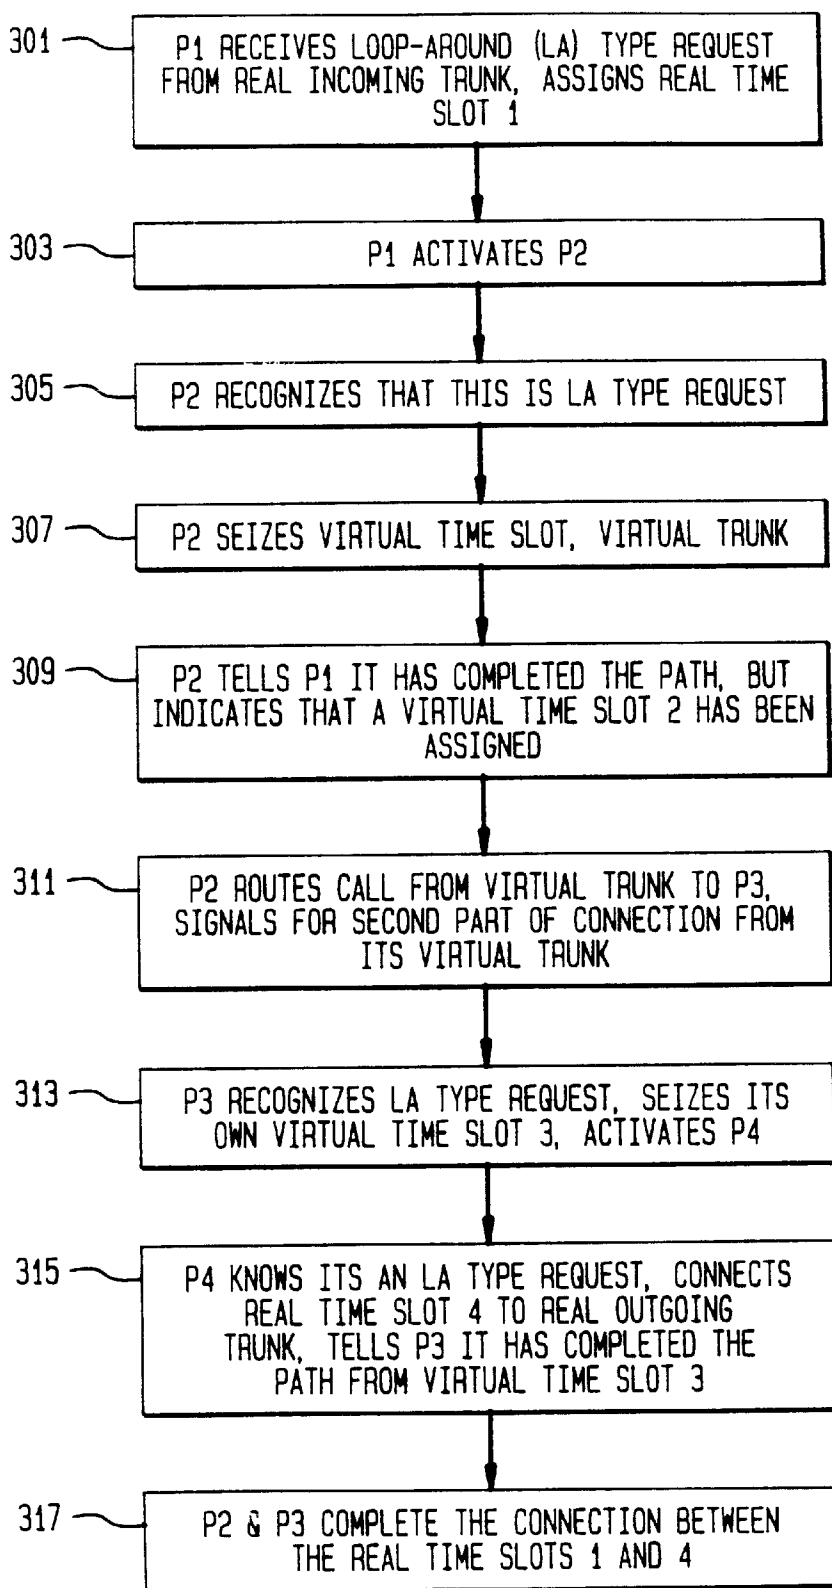 301
P1 RECEIVES LOOP-AROUND (LA) TYPE REQUEST
FROM REAL INCOMING TRUNK, ASSIGNS REAL TIME
SLOT 1
303
P1 ACTIVATES P2
305
P2 RECOGNIZES THAT THIS IS LA TYPE REQUEST
307
P2 SEIZES VIRTUAL TIME SLOT, VIRTUAL TRUNK
309
P2 TELLS P1 IT HAS COMPLETED THE PATH, BUT
INDICATES THAT A VIRTUAL TIME SLOT 2 HAS BEEN
ASSIGNED
311
P2 ROUTES CALL FROM VIRTUAL TRUNK TO P3,
SIGNALS FOR SECOND PART OF CONNECTION FROM
ITS VIRTUAL TRUNK
313
P3 RECOGNIZES LA TYPE REQUEST, SEIZES ITS
OWN VIRTUAL TIME SLOT 3, ACTIVATES P4
315
P4 KNOWS ITS AN LA TYPE REQUEST, CONNECTS
REAL TIME SLOT 4 TO REAL OUTGOING
TRUNK, TELLS P3 IT HAS COMPLETED THE
PATH FROM VIRTUAL TIME SLOT 3
317
P2 & P3 COMPLETE THE CONNECTION BETWEEN
THE REAL TIME SLOTS 1 AND 4